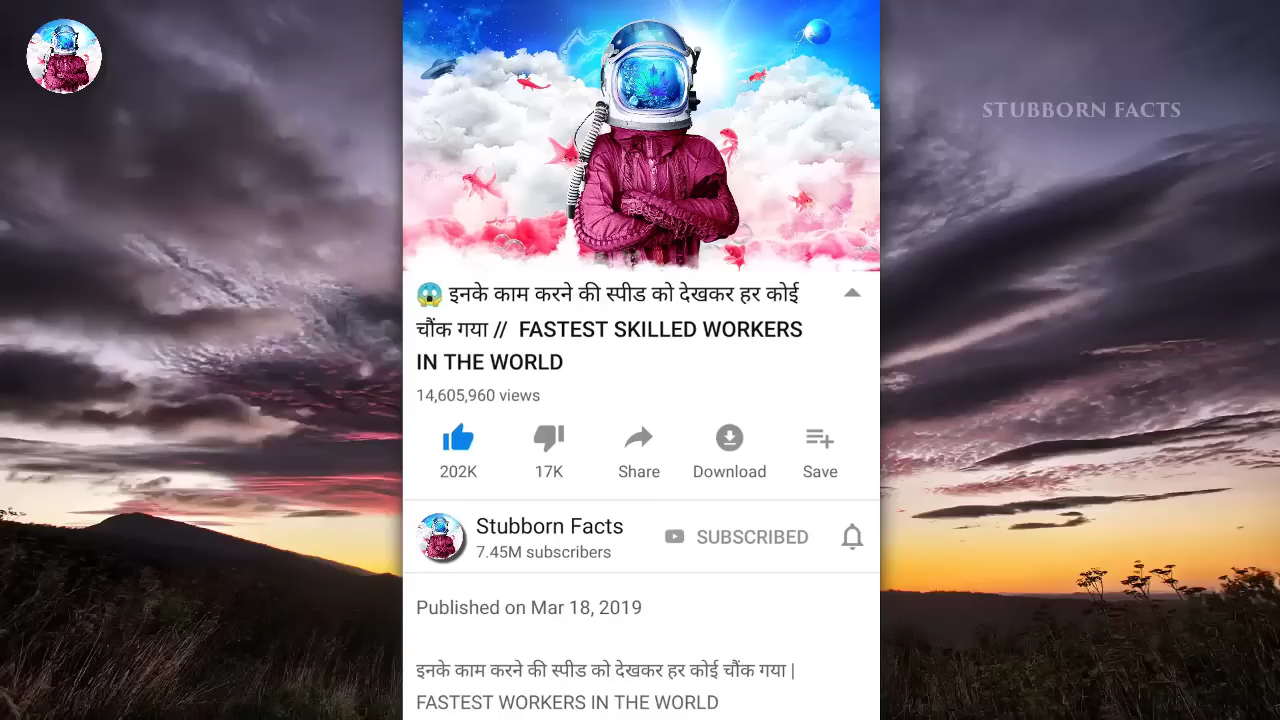 STUBBORN FACTS
😱 इनके काम करने की स्पीड को देखकर हर कोई
चौंक गया // FASTEST SKILLED WORKERS
IN THE WORLD
14,605,960 views
202K
17K
Share
Download
Save
Stubborn Facts
7.45M subscribers
SUBSCRIBED
Published on Mar 18, 2019
इनके काम करने की स्पीड को देखकर हर कोई चौंक गया |
FASTEST WORKERS IN THE WORLD